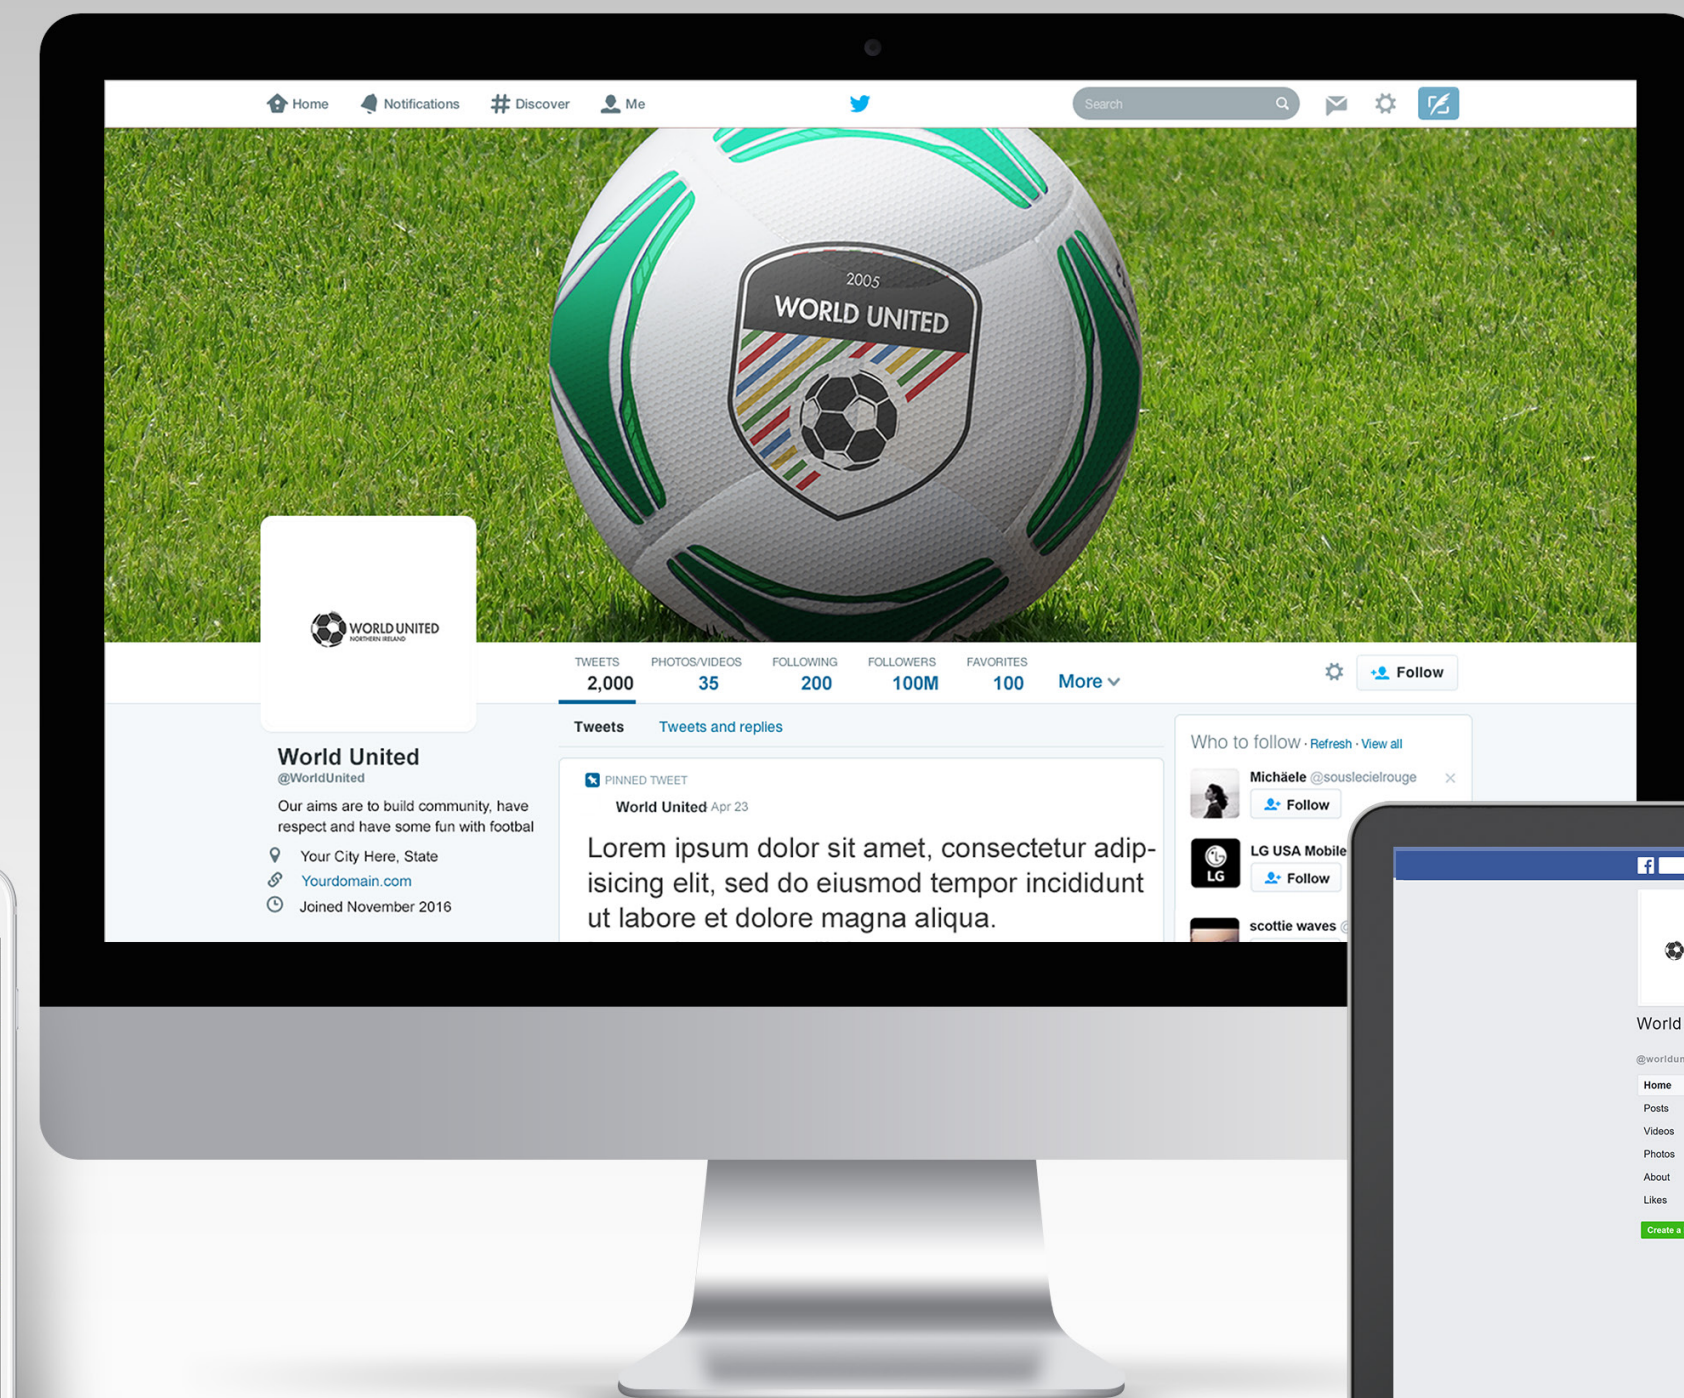 Home Notifications Discover Me Search
2005
WORLD UNITED
WORLD UNITED
NORTHERN IRELAND
TWEETS PHOTOS/VIDEOS FOLLOWING FOLLOWERS FAVORITES
2,000 35 200 100M 100 More
Follow
World United
@WorldUnited
Our aims are to build community, have
respect and have some fun with footbal
Your City Here, State
Yourdomain.com
Joined November 2016
Tweets Tweets and replies
PINNED TWEET
World United Apr 23
Lorem ipsum dolor sit amet, consectetur adip-
isicing elit, sed do eiusmod tempor incididunt
ut labore et dolore magna aliqua.
Who to follow · Refresh · View all
Michäele @souslecielrouge
Follow
LG
LG USA Mobile
Follow
scottie waves @
f
World
@worldun
Home
Posts
Videos
Photos
About
Likes
Create a